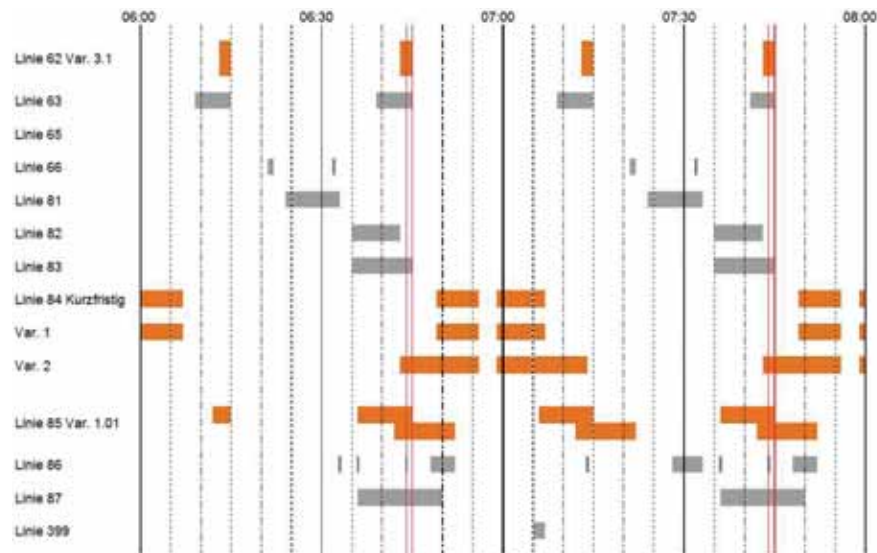 06:00 06:30 07:00 07:30 08:00
Linie 62 Var. 3.1
Linie 63
Linie 65
Linie 66
Linie 81
Linie 82
Linie 83
Linie 84 Kurzfristig
Var. 1
Var. 2
Linie 85 Var. 1.01
Linie 86
Linie 87
Linie 399